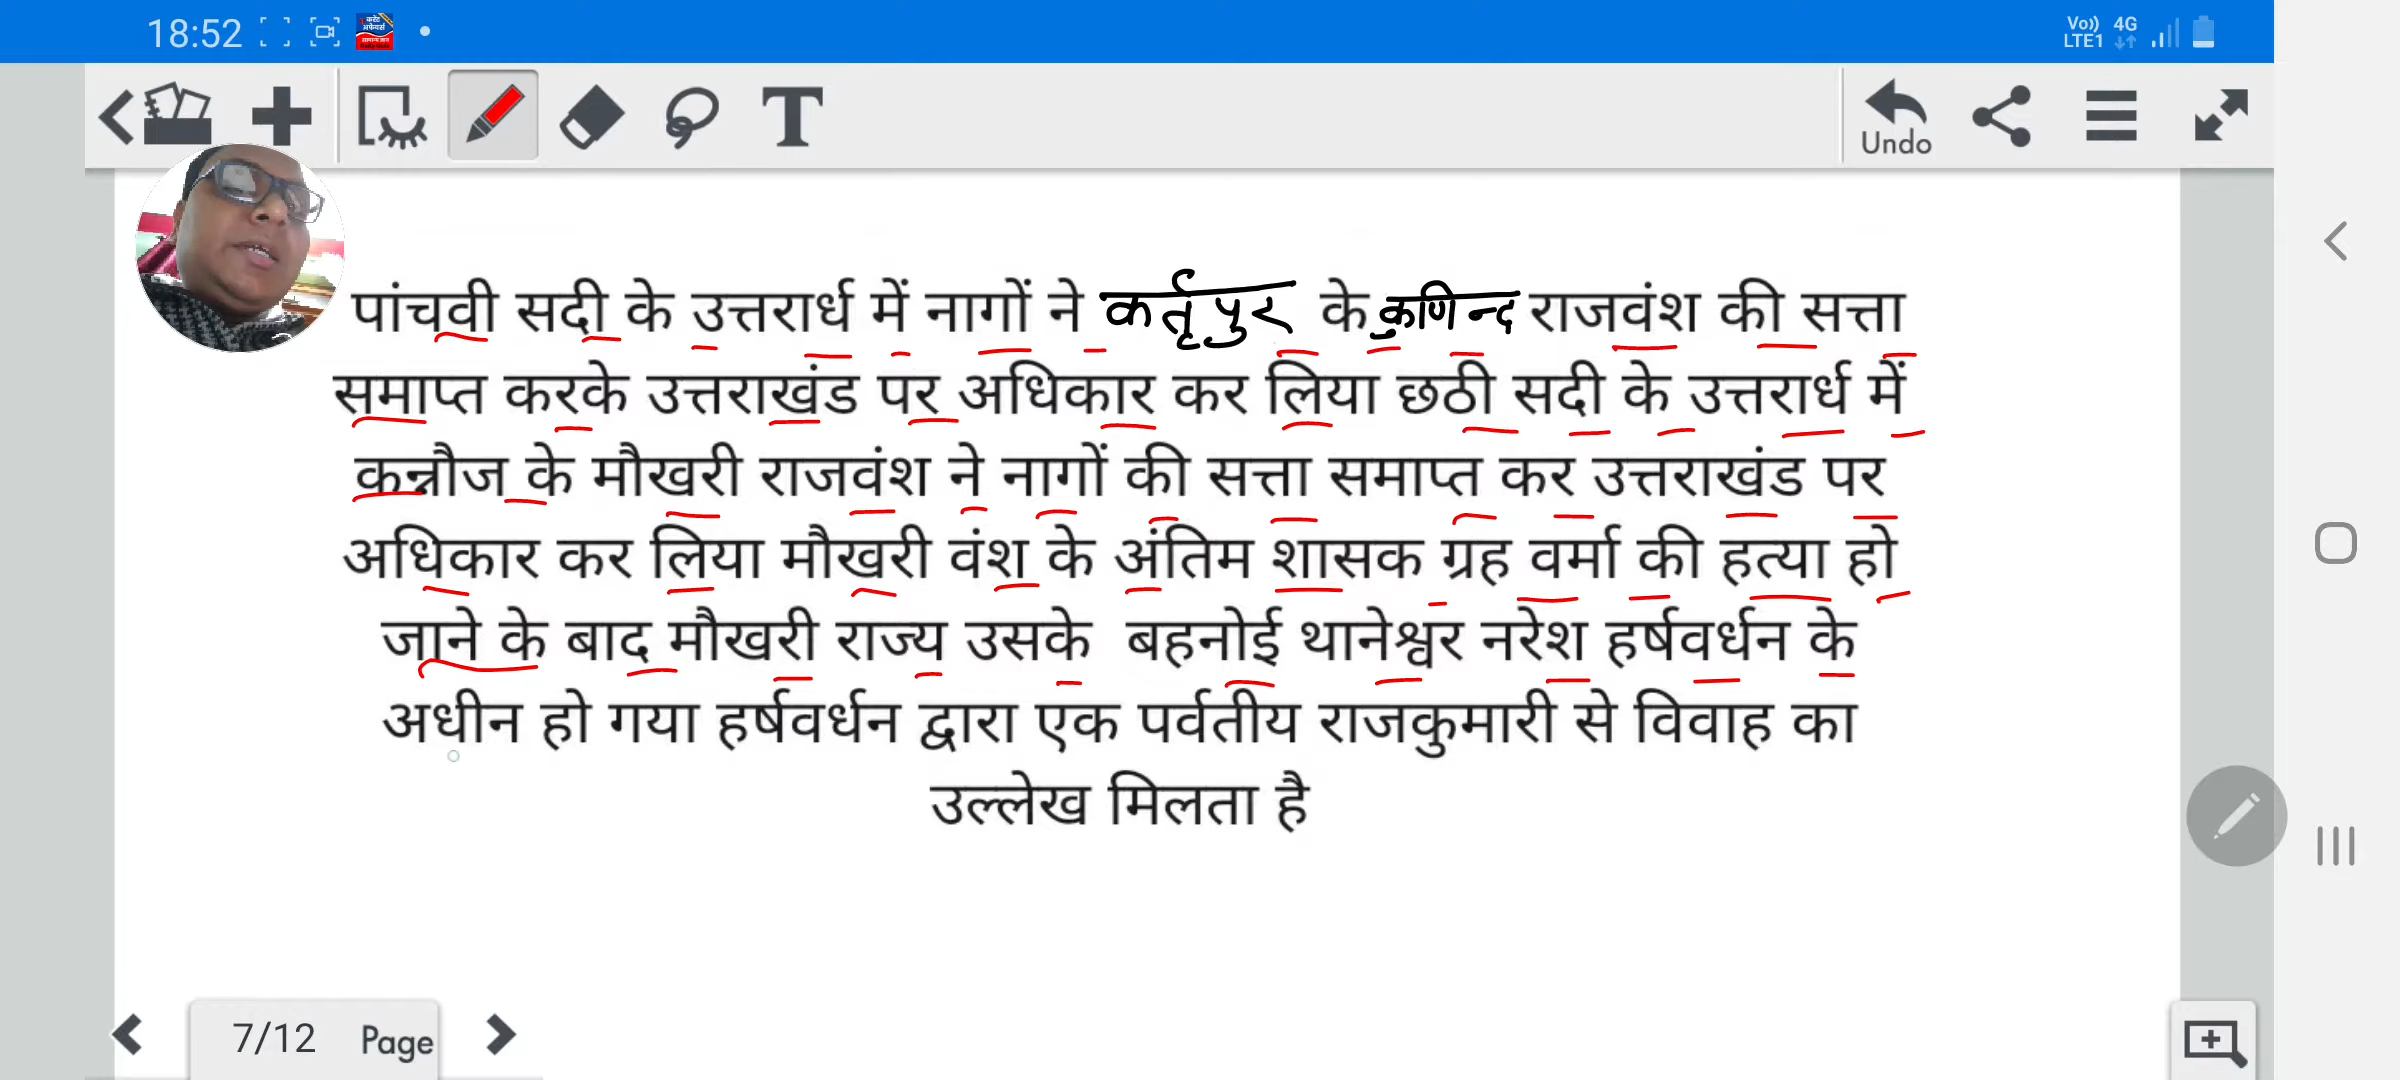 18:52
Vo)) 4G
LTE1
Undo
पांचवी सदी के उत्तरार्ध में नागों ने कर्तृपुर के कुणिन्द राजवंश की सत्ता
समाप्त करके उत्तराखंड पर अधिकार कर लिया छठी सदी के उत्तरार्ध में
कन्नौज के मौखरी राजवंश ने नागों की सत्ता समाप्त कर उत्तराखंड पर
अधिकार कर लिया मौखरी वंश के अंतिम शासक ग्रह वर्मा की हत्या हो
जाने के बाद मौखरी राज्य उसके बहनोई थानेश्वर नरेश हर्षवर्धन के
अधीन हो गया हर्षवर्धन द्वारा एक पर्वतीय राजकुमारी से विवाह का
उल्लेख मिलता है
7/12 Page